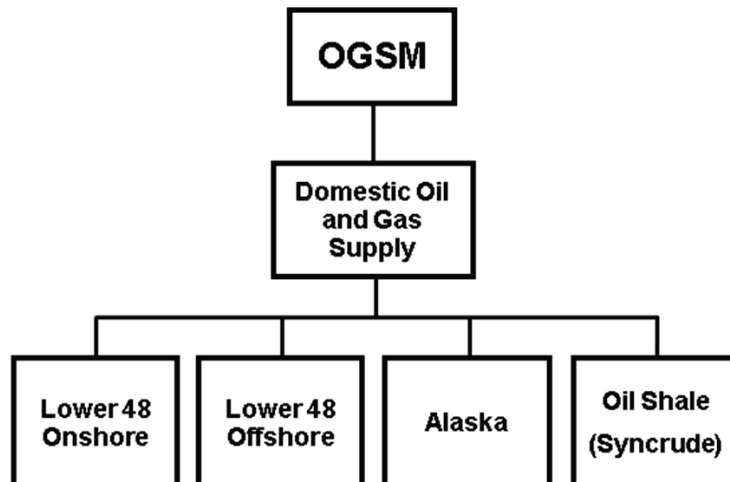 OGSM
Domestic Oil
and Gas
Supply
Lower 48
Onshore
Lower 48
Offshore
Alaska
Oil Shale
(Syncrude)